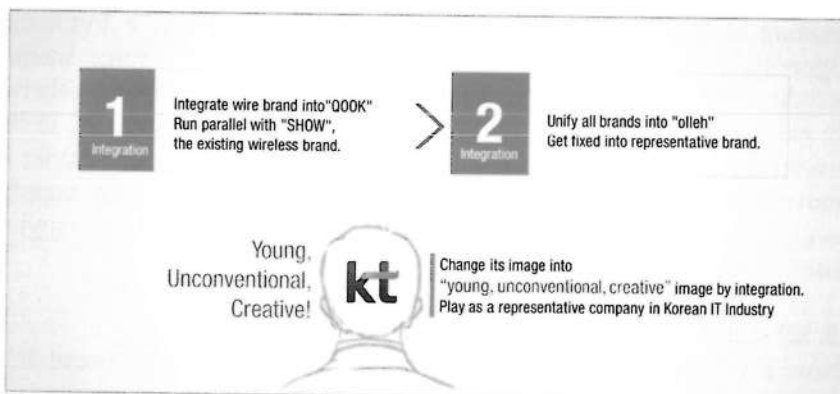 1
Integration
Integrate wire brand into"QOOK"
Run parallel with "SHOW",
the existing wireless brand.
2
Integration
Unify all brands into "olleh"
Get fixed into representative brand.
Young,
Unconventional,
Creative!
kt
Change its image into
"young, unconventional, creative" image by integration.
Play as a representative company in Korean IT Industry